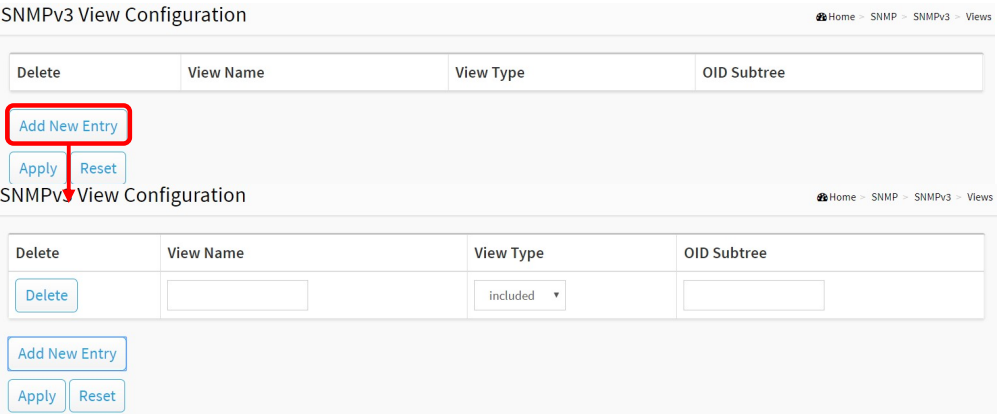 SNMPv3 View Configuration
Home > SNMP > SNMPv3 > Views
Delete View Name View Type OID Subtree
Add New Entry
Apply Reset
SNMPv3 View Configuration
Home > SNMP > SNMPv3 > Views
Delete View Name View Type OID Subtree
Delete included
Add New Entry
Apply Reset